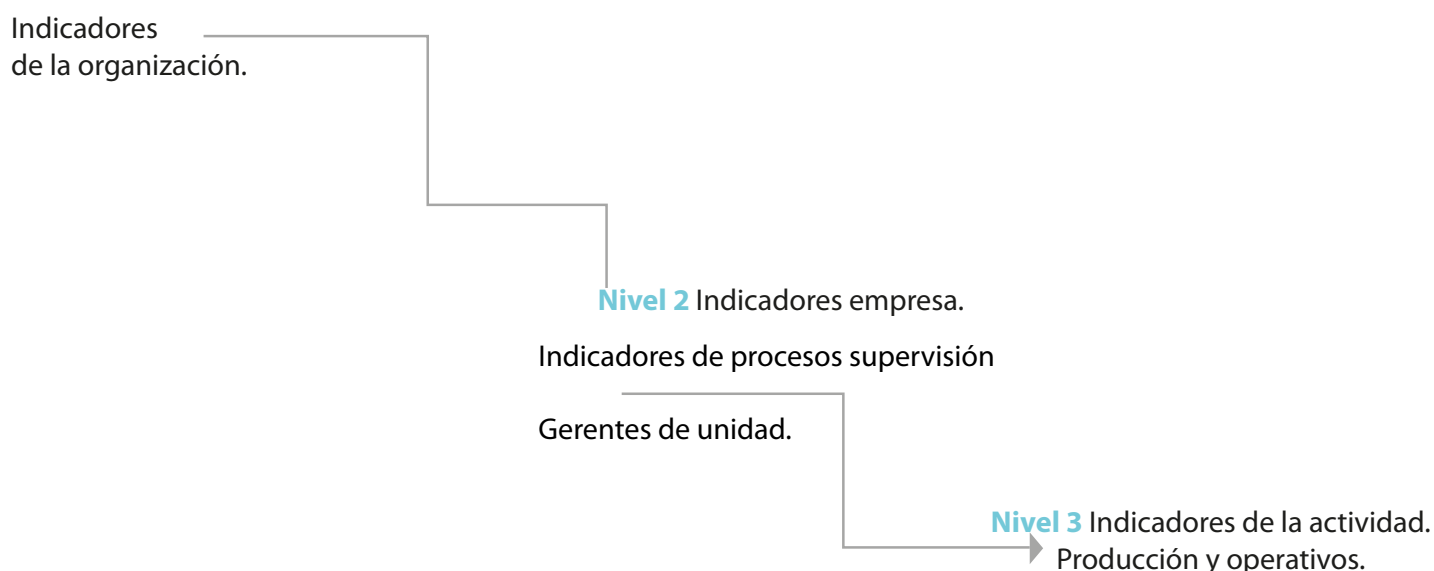 Indicadores
de la organización.
Nivel 2 Indicadores empresa.
Indicadores de procesos supervisión
Gerentes de unidad.
Nivel 3 Indicadores de la actividad.
Producción y operativos.